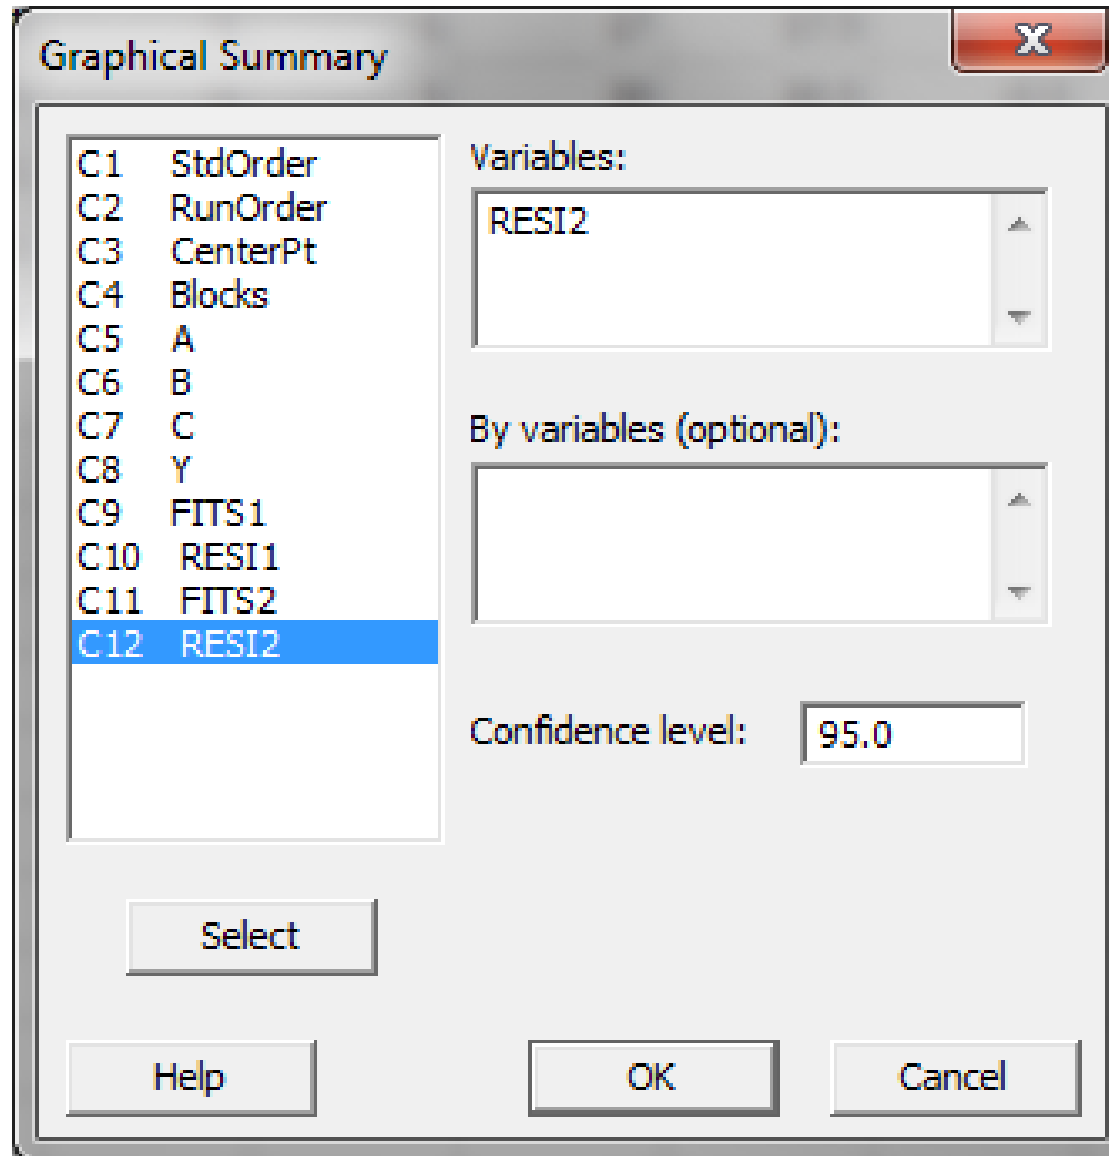 Graphical Summary
C1 StdOrder
C2 RunOrder
C3 CenterPt
C4 Blocks
C5 A
C6 B
C7 C
C8 Y
C9 FITS1
C10 RESI1
C11 FITS2
C12 RESI2
Variables:
RESI2
By variables (optional):
Confidence level: 95.0
Select
Help OK Cancel